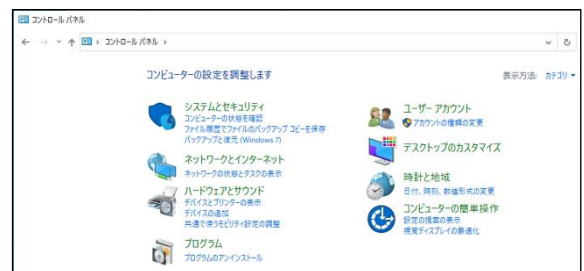 コントロール パネル
コントロール パネル
コンピューターの設定を調整します
表示方法: カテゴリ
システムとセキュリティ
コンピューターの状態を確認
ファイル履歴でファイルのバックアップ コピーを保存
バックアップと復元 (Windows 7)
ネットワークとインターネット
ネットワークの状態とタスクの表示
ハードウェアとサウンド
デバイスとプリンターの表示
デバイスの追加
共通で使うモビリティ設定の調整
プログラム
プログラムのアンインストール
ユーザー アカウント
アカウントの種類の変更
デスクトップのカスタマイズ
時計と地域
日付、時刻、数値形式の変更
コンピューターの簡単操作
設定の提案の表示
視覚ディスプレイの最適化